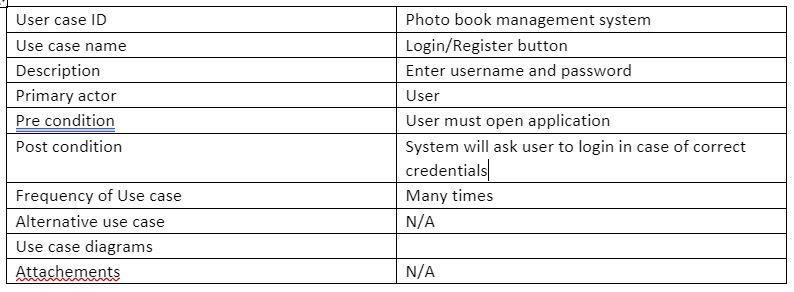 User case ID Photo book management system
Use case name Login/Register button
Description Enter username and password
Primary actor User
Pre condition User must open application
Post condition System will ask user to login in case of correct
credentials
Frequency of Use case Many times
Alternative use case N/A
Use case diagrams
Attachements N/A